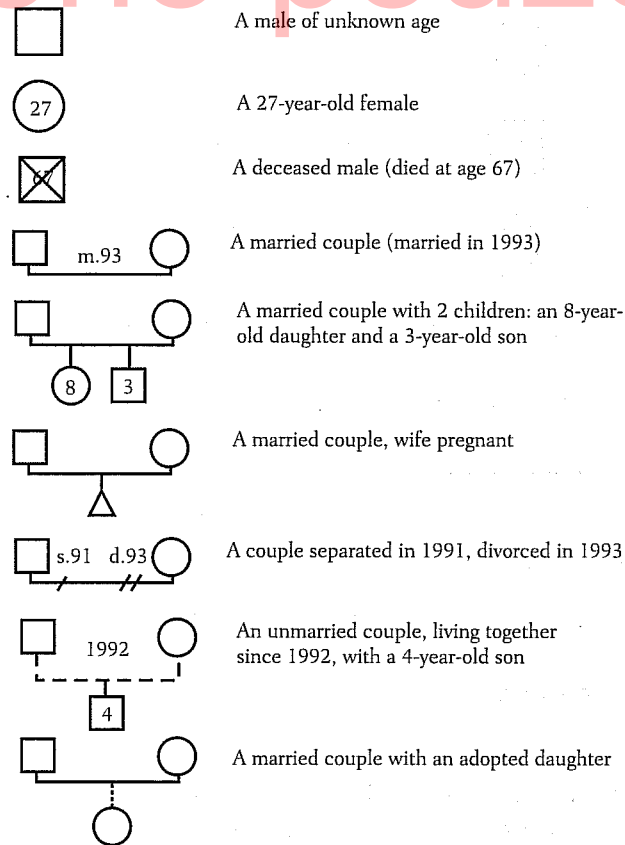 A male of unknown age
27
A 27-year-old female
67
A deceased male (died at age 67)
m.93
A married couple (married in 1993)
A married couple with 2 children: an 8-year-
old daughter and a 3-year-old son
8 3
A married couple, wife pregnant
s.91 d.93
A couple separated in 1991, divorced in 1993
1992
An unmarried couple, living together
since 1992, with a 4-year-old son
4
A married couple with an adopted daughter